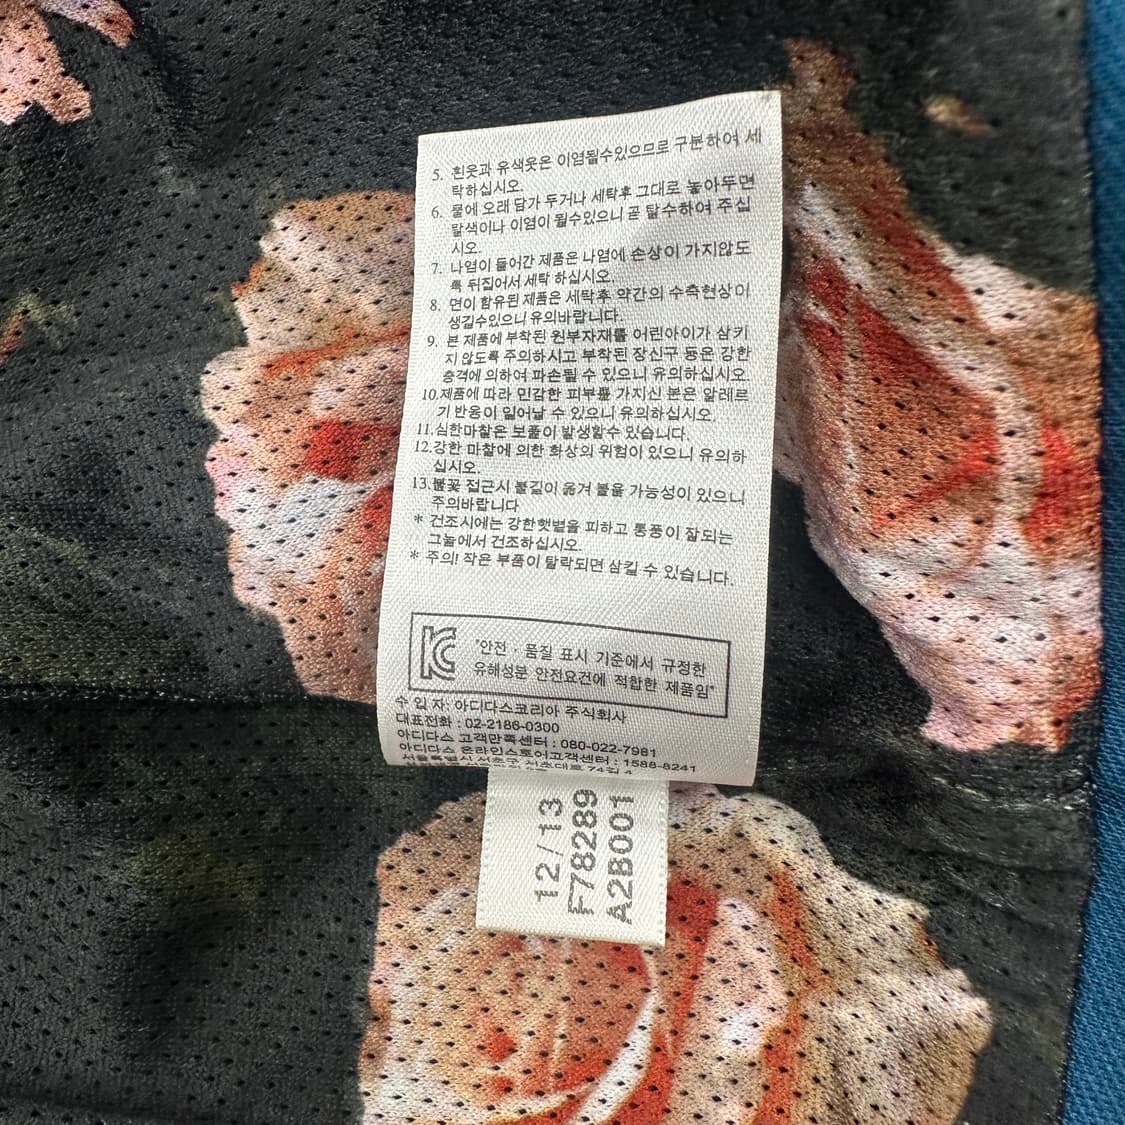 5. 흰옷과 유색옷은 이염될수있으므로 구분하여 세
탁하십시오.
6. 물에 오래 담가 두거나 세탁후 그대로 놓아두면
탈색이나 이염이 될수있으니 곧 탈수하여 주십
시오.
7. 나염이 들어간 제품은 나염에 손상이 가지않도
록 뒤집어서 세탁 하십시오.
8. 면이 함유된 제품은 세탁후 약간의 수축현상이
생길수있으니 유의바랍니다.
9. 본 제품에 부착된 원부자재를 어린아이가 삼키
지 않도록 주의하시고 부착된 장신구 등은 강한
충격에 의하여 파손될 수 있으니 유의하십시요.
10.제품에 따라 민감한 피부를 가지신 분은 알레르
기 반응이 일어날 수 있으니 유의하십시오.
11.심한마찰은 보풀이 발생할수 있습니다.
12.강한 마찰에 의한 화상의 위험이 있으니 유의하
십시오.
13.불꽃 접근시 불길이 옮겨 붙을 가능성이 있으니
주의바랍니다
* 건조시에는 강한햇볕을 피하고 통풍이 잘되는
그늘에서 건조하십시오.
* 주의! 작은 부품이 탈락되면 삼킬 수 있습니다.
KC
"안전 · 품질 표시 기준에서 규정한
유해성분 안전요건에 적합한 제품임"
수 입 자: 아디다스코리아 주식회사
대표전화 : 02-2186-0300
아디다스 고객만족센터 : 080-022-7981
아디다스 온라인스토어고객센터 : 1588-8241
서울특별시 서초구 서초대로 74길 4
12/13
F78289
A2B001